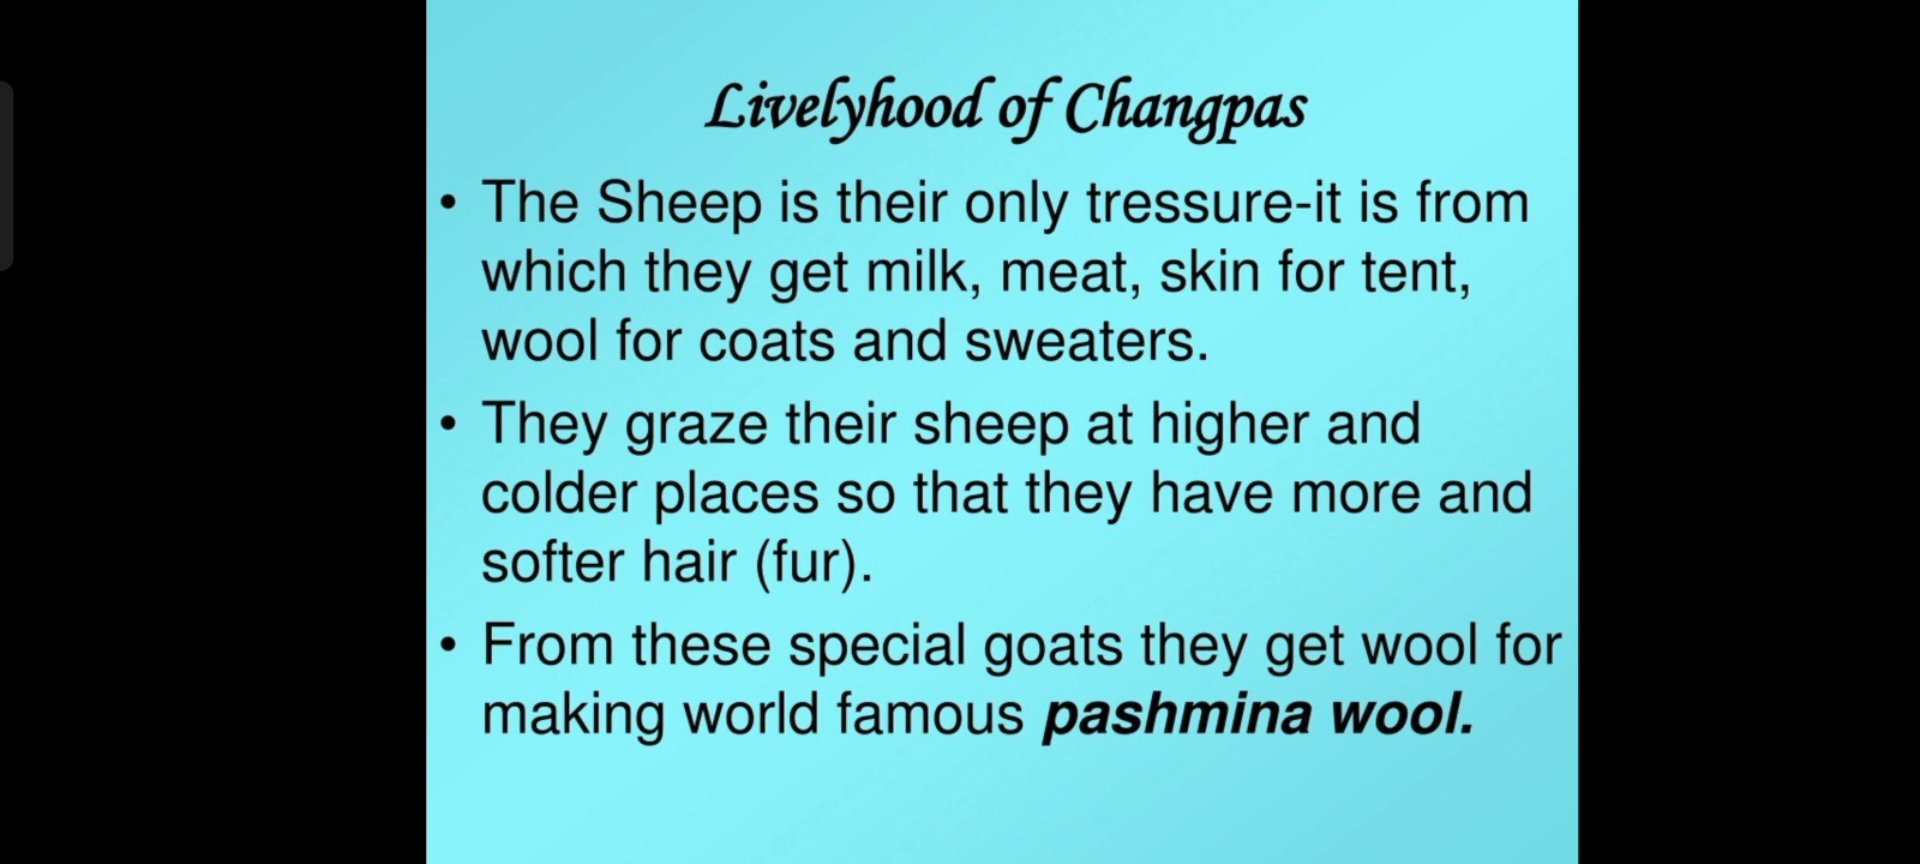 Livelyhood of Changpas
• The Sheep is their only tressure-it is from
which they get milk, meat, skin for tent,
wool for coats and sweaters.
• They graze their sheep at higher and
colder places so that they have more and
softer hair (fur).
• From these special goats they get wool for
making world famous pashmina wool.